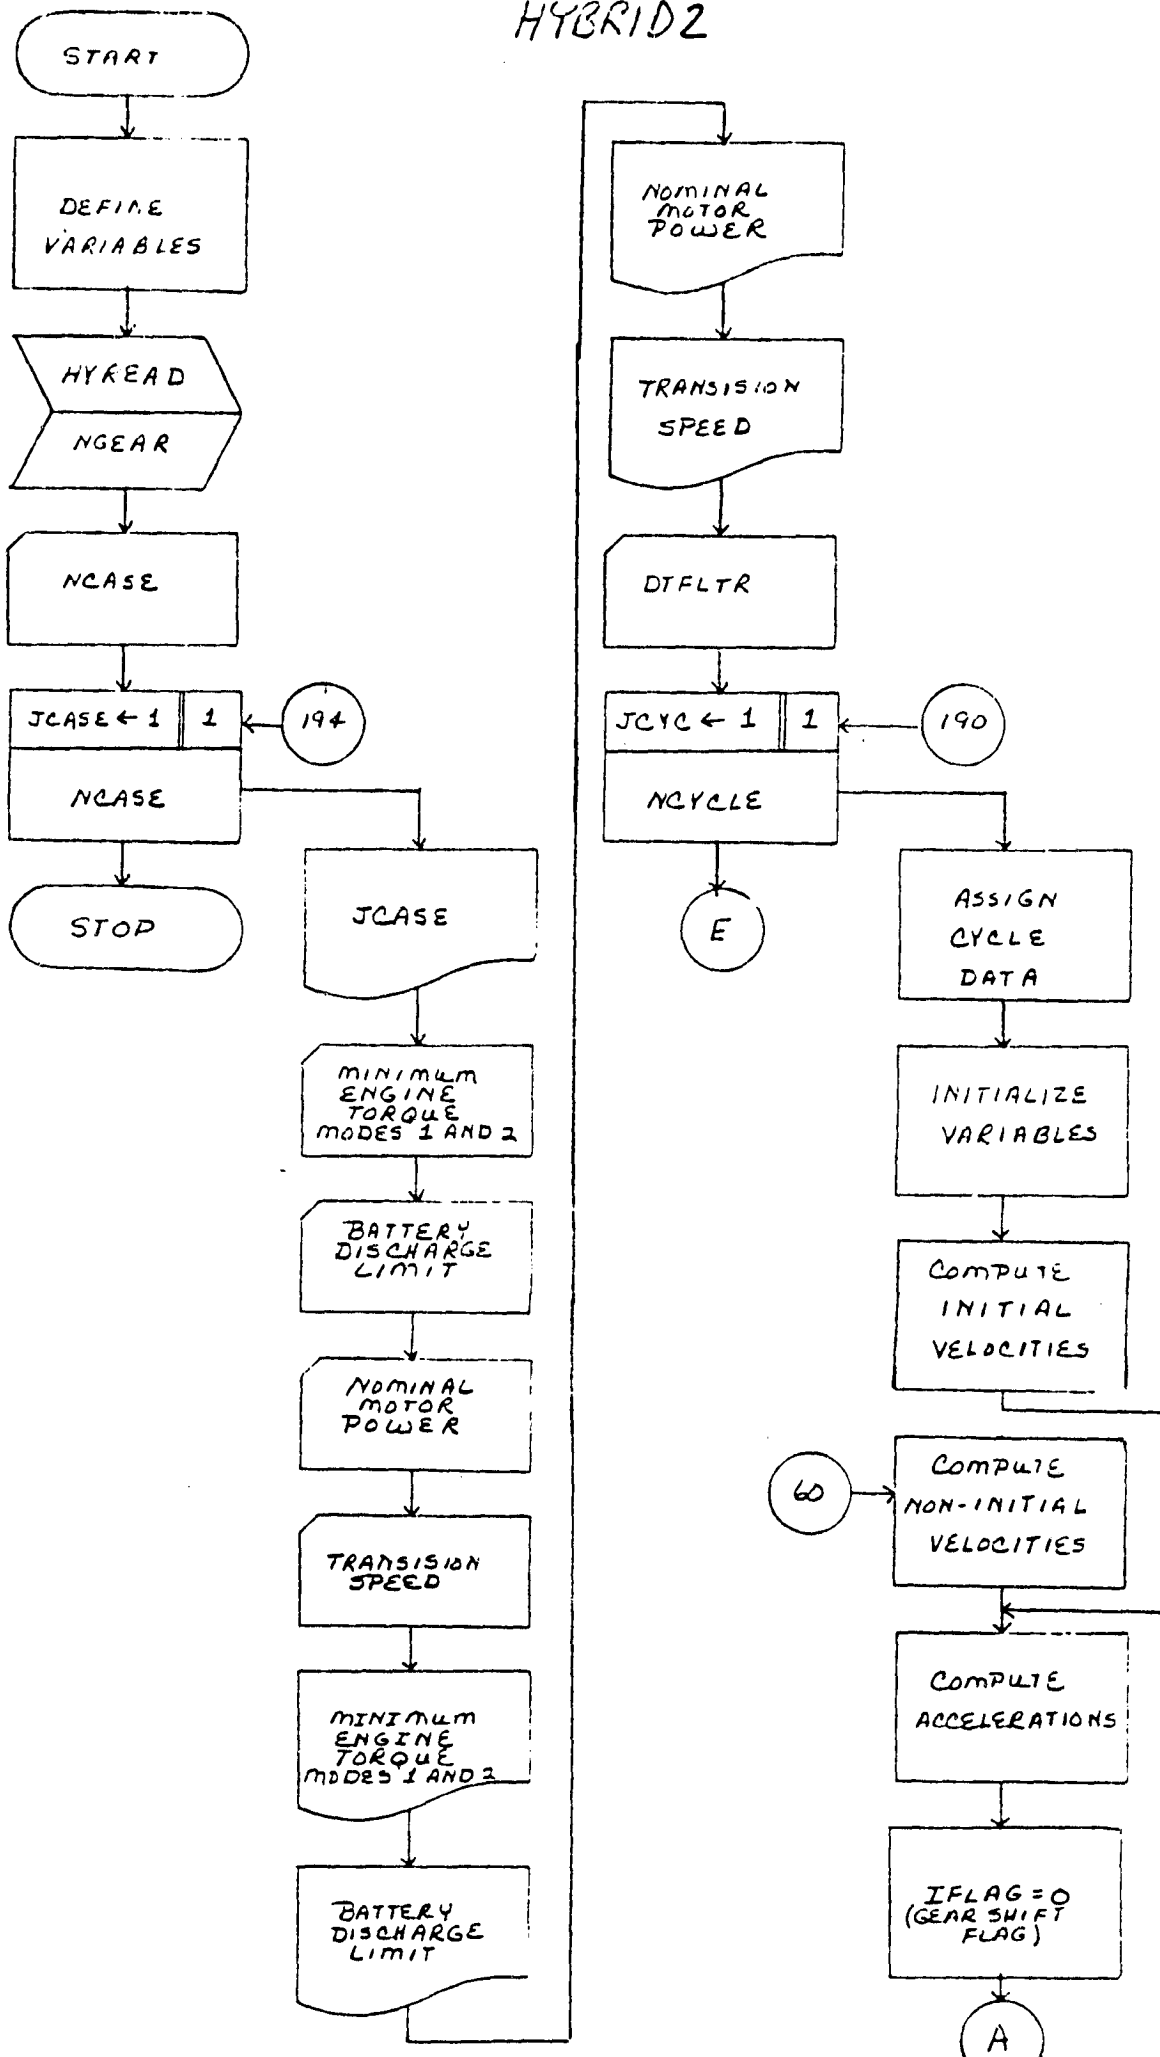 HYBRID2
START
DEFINE
VARIABLES
HYREAD
NGEAR
NCASE
JCASE ← 1 1
194
NCASE
STOP
JCASE
MINIMUM
ENGINE
TORQUE
MODES 1 AND 2
BATTERY
DISCHARGE
LIMIT
NOMINAL
MOTOR
POWER
TRANSISION
SPEED
MINIMUM
ENGINE
TORQUE
MODES 1 AND 2
BATTERY
DISCHARGE
LIMIT
NOMINAL
MOTOR
POWER
TRANSISION
SPEED
DTFLTR
JCYC ← 1 1
190
NCYCLE
E
ASSIGN
CYCLE
DATA
INITIALIZE
VARIABLES
COMPUTE
INITIAL
VELOCITIES
60
COMPUTE
NON-INITIAL
VELOCITIES
COMPUTE
ACCELERATIONS
IFLAG = 0
(GEAR SHIFT
FLAG)
A